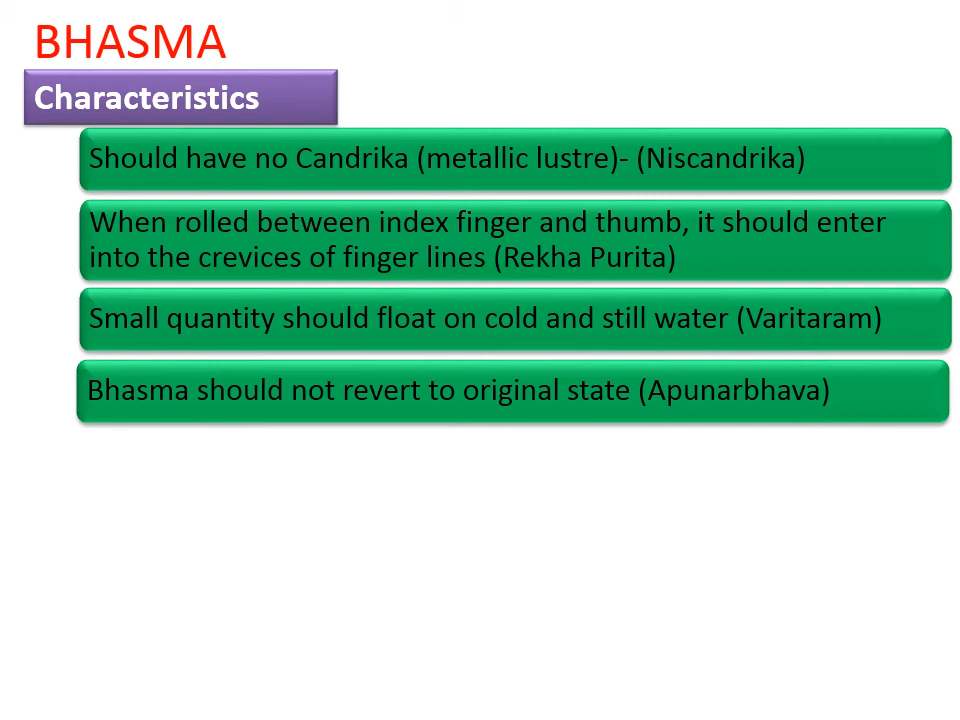 BHASMA
Characteristics
Should have no Candrika (metallic lustre)- (Niscandrika)
When rolled between index finger and thumb, it should enter
into the crevices of finger lines (Rekha Purita)
Small quantity should float on cold and still water (Varitaram)
Bhasma should not revert to original state (Apunarbhava)